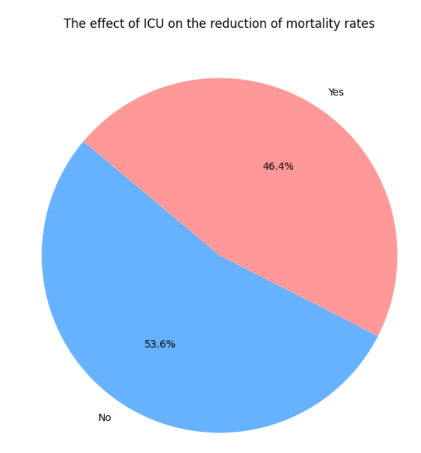 The effect of ICU on the reduction of mortality rates
Yes
46.4%
53.6%
No